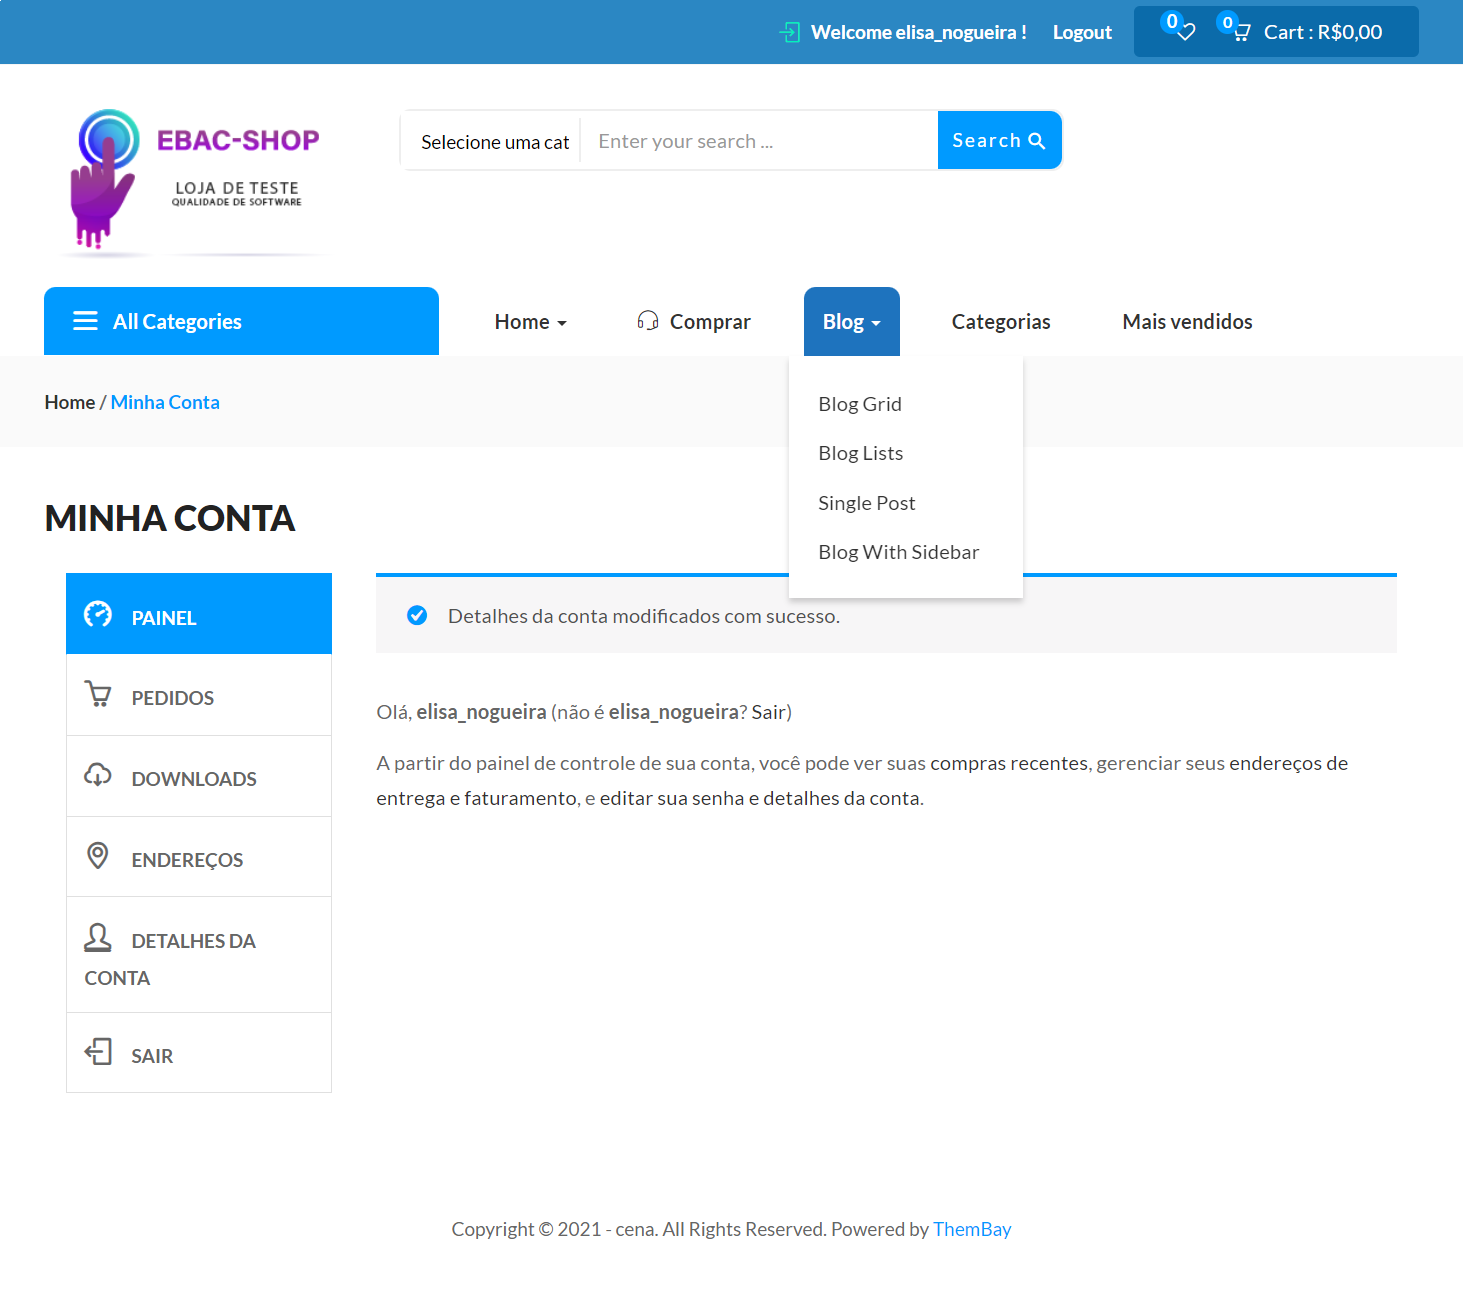 Welcome elisa_nogueira !
Logout
0
0
Cart : R$0,00
EBAC-SHOP
LOJA DE TESTE
QUALIDADE DE SOFTWARE
Selecione uma cat
Enter your search ...
Search
All Categories
Home
Comprar
Blog
Categorias
Mais vendidos
Home / Minha Conta
Blog Grid
Blog Lists
Single Post
Blog With Sidebar
MINHA CONTA
PAINEL
PEDIDOS
DOWNLOADS
ENDEREÇOS
DETALHES DA
CONTA
SAIR
Detalhes da conta modificados com sucesso.
Olá, elisa_nogueira (não é elisa_nogueira? Sair)
A partir do painel de controle de sua conta, você pode ver suas compras recentes, gerenciar seus endereços de
entrega e faturamento, e editar sua senha e detalhes da conta.
Copyright © 2021 - cena. All Rights Reserved. Powered by ThemBay